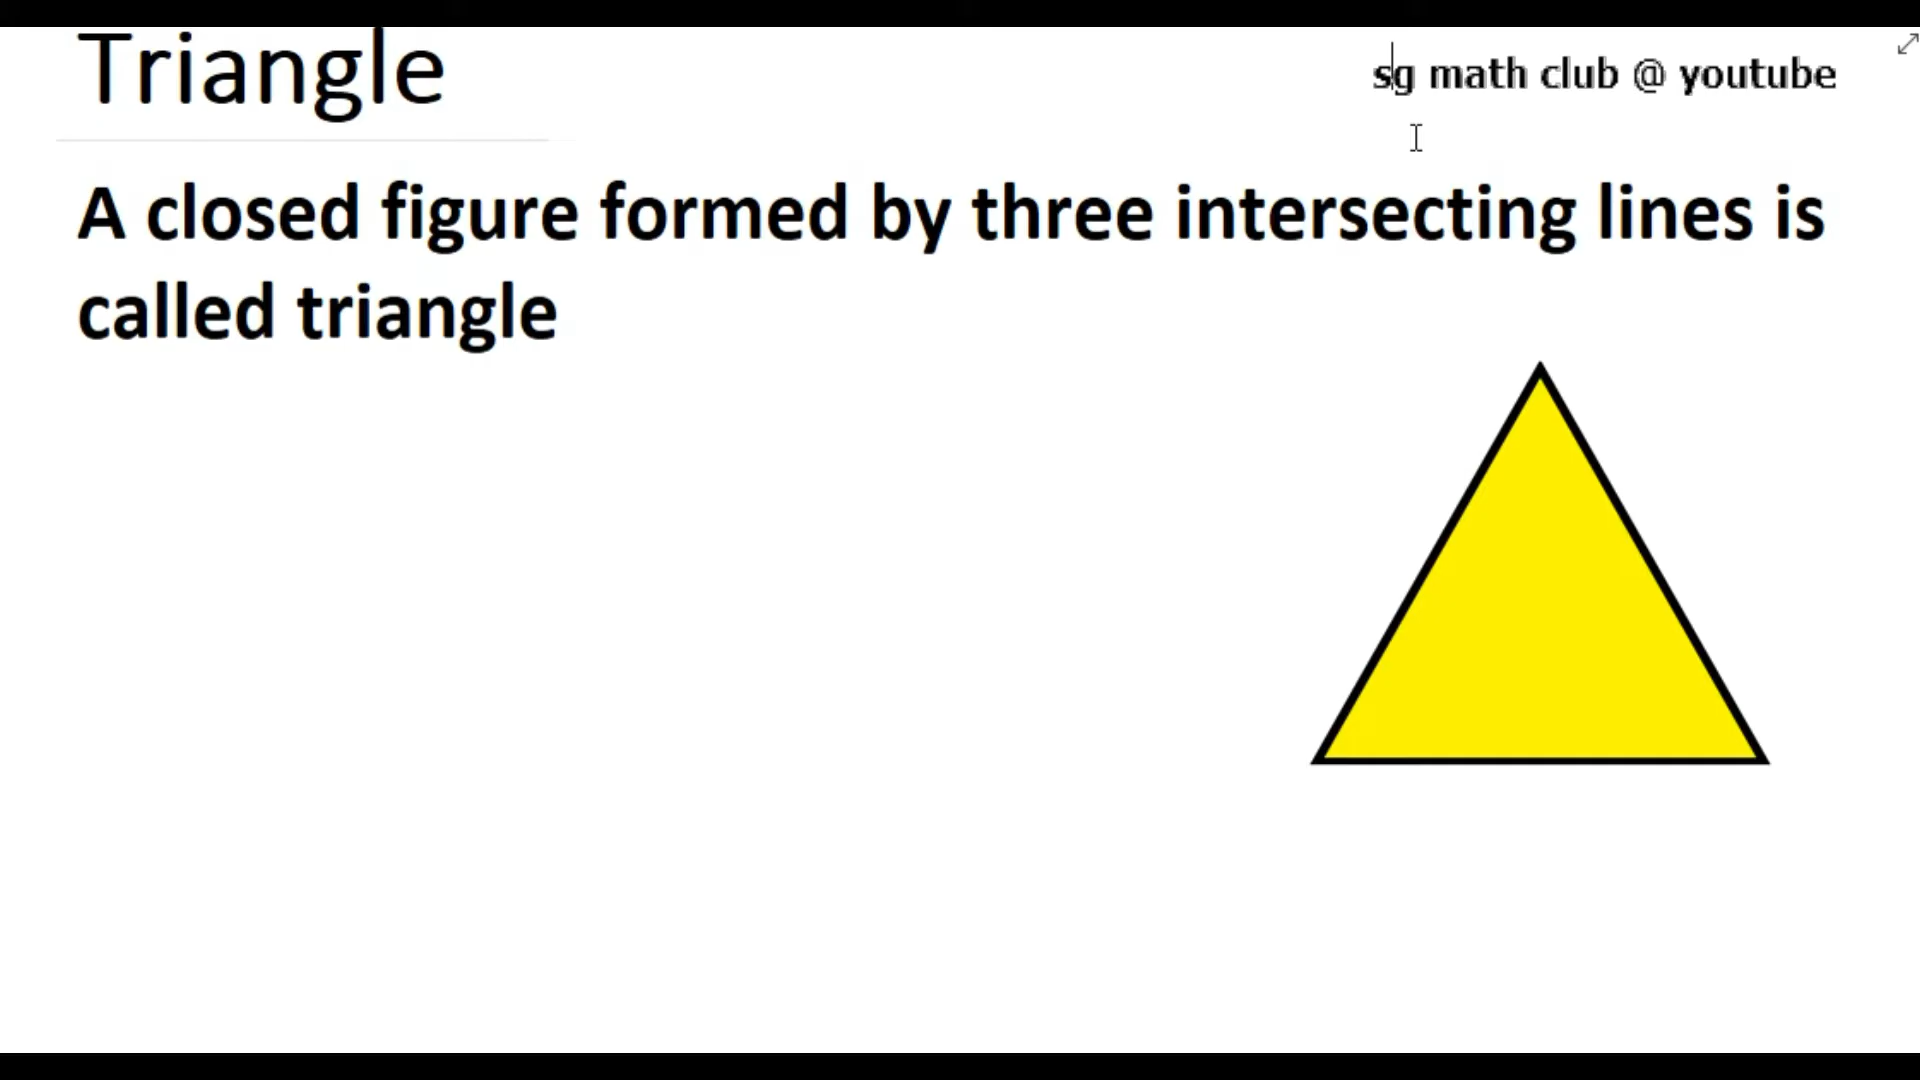 Triangle
sg math club @ youtube
A closed figure formed by three intersecting lines is
called triangle